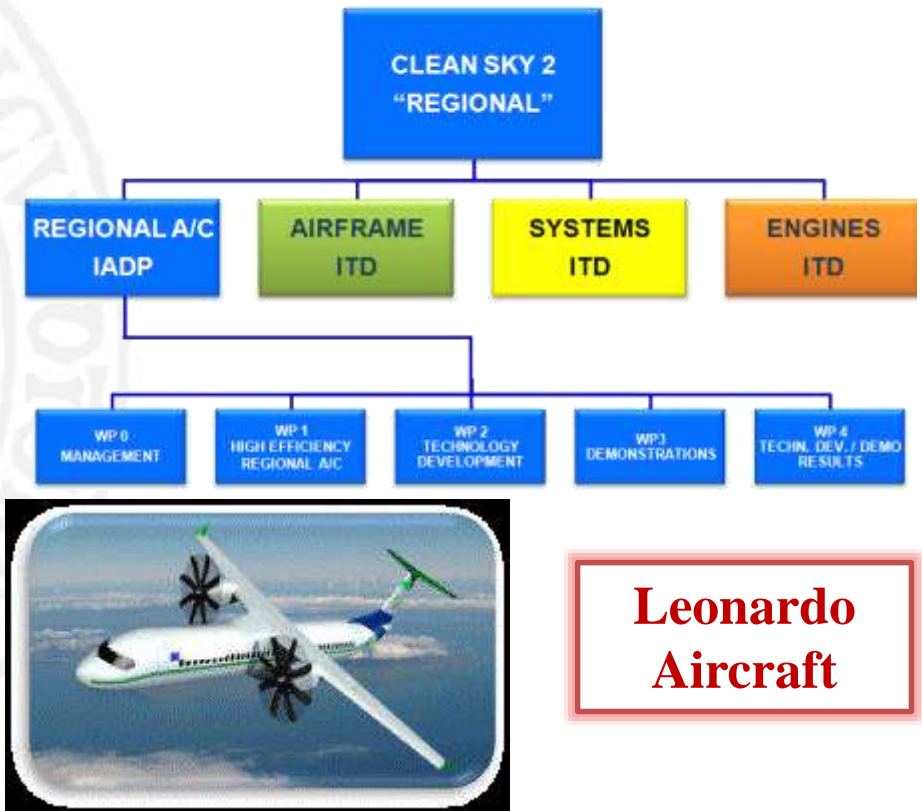 CLEAN SKY 2
“REGIONAL”
REGIONAL A/C
IADP
AIRFRAME
ITD
SYSTEMS
ITD
ENGINES
ITD
WP 0
MANAGEMENT
WP 1
HIGH EFFICIENCY
REGIONAL A/C
WP 2
TECHNOLOGY
DEVELOPMENT
WP3
DEMONSTRATIONS
WP 4
TECHN. DEV. / DEMO
RESULTS
Leonardo
Aircraft